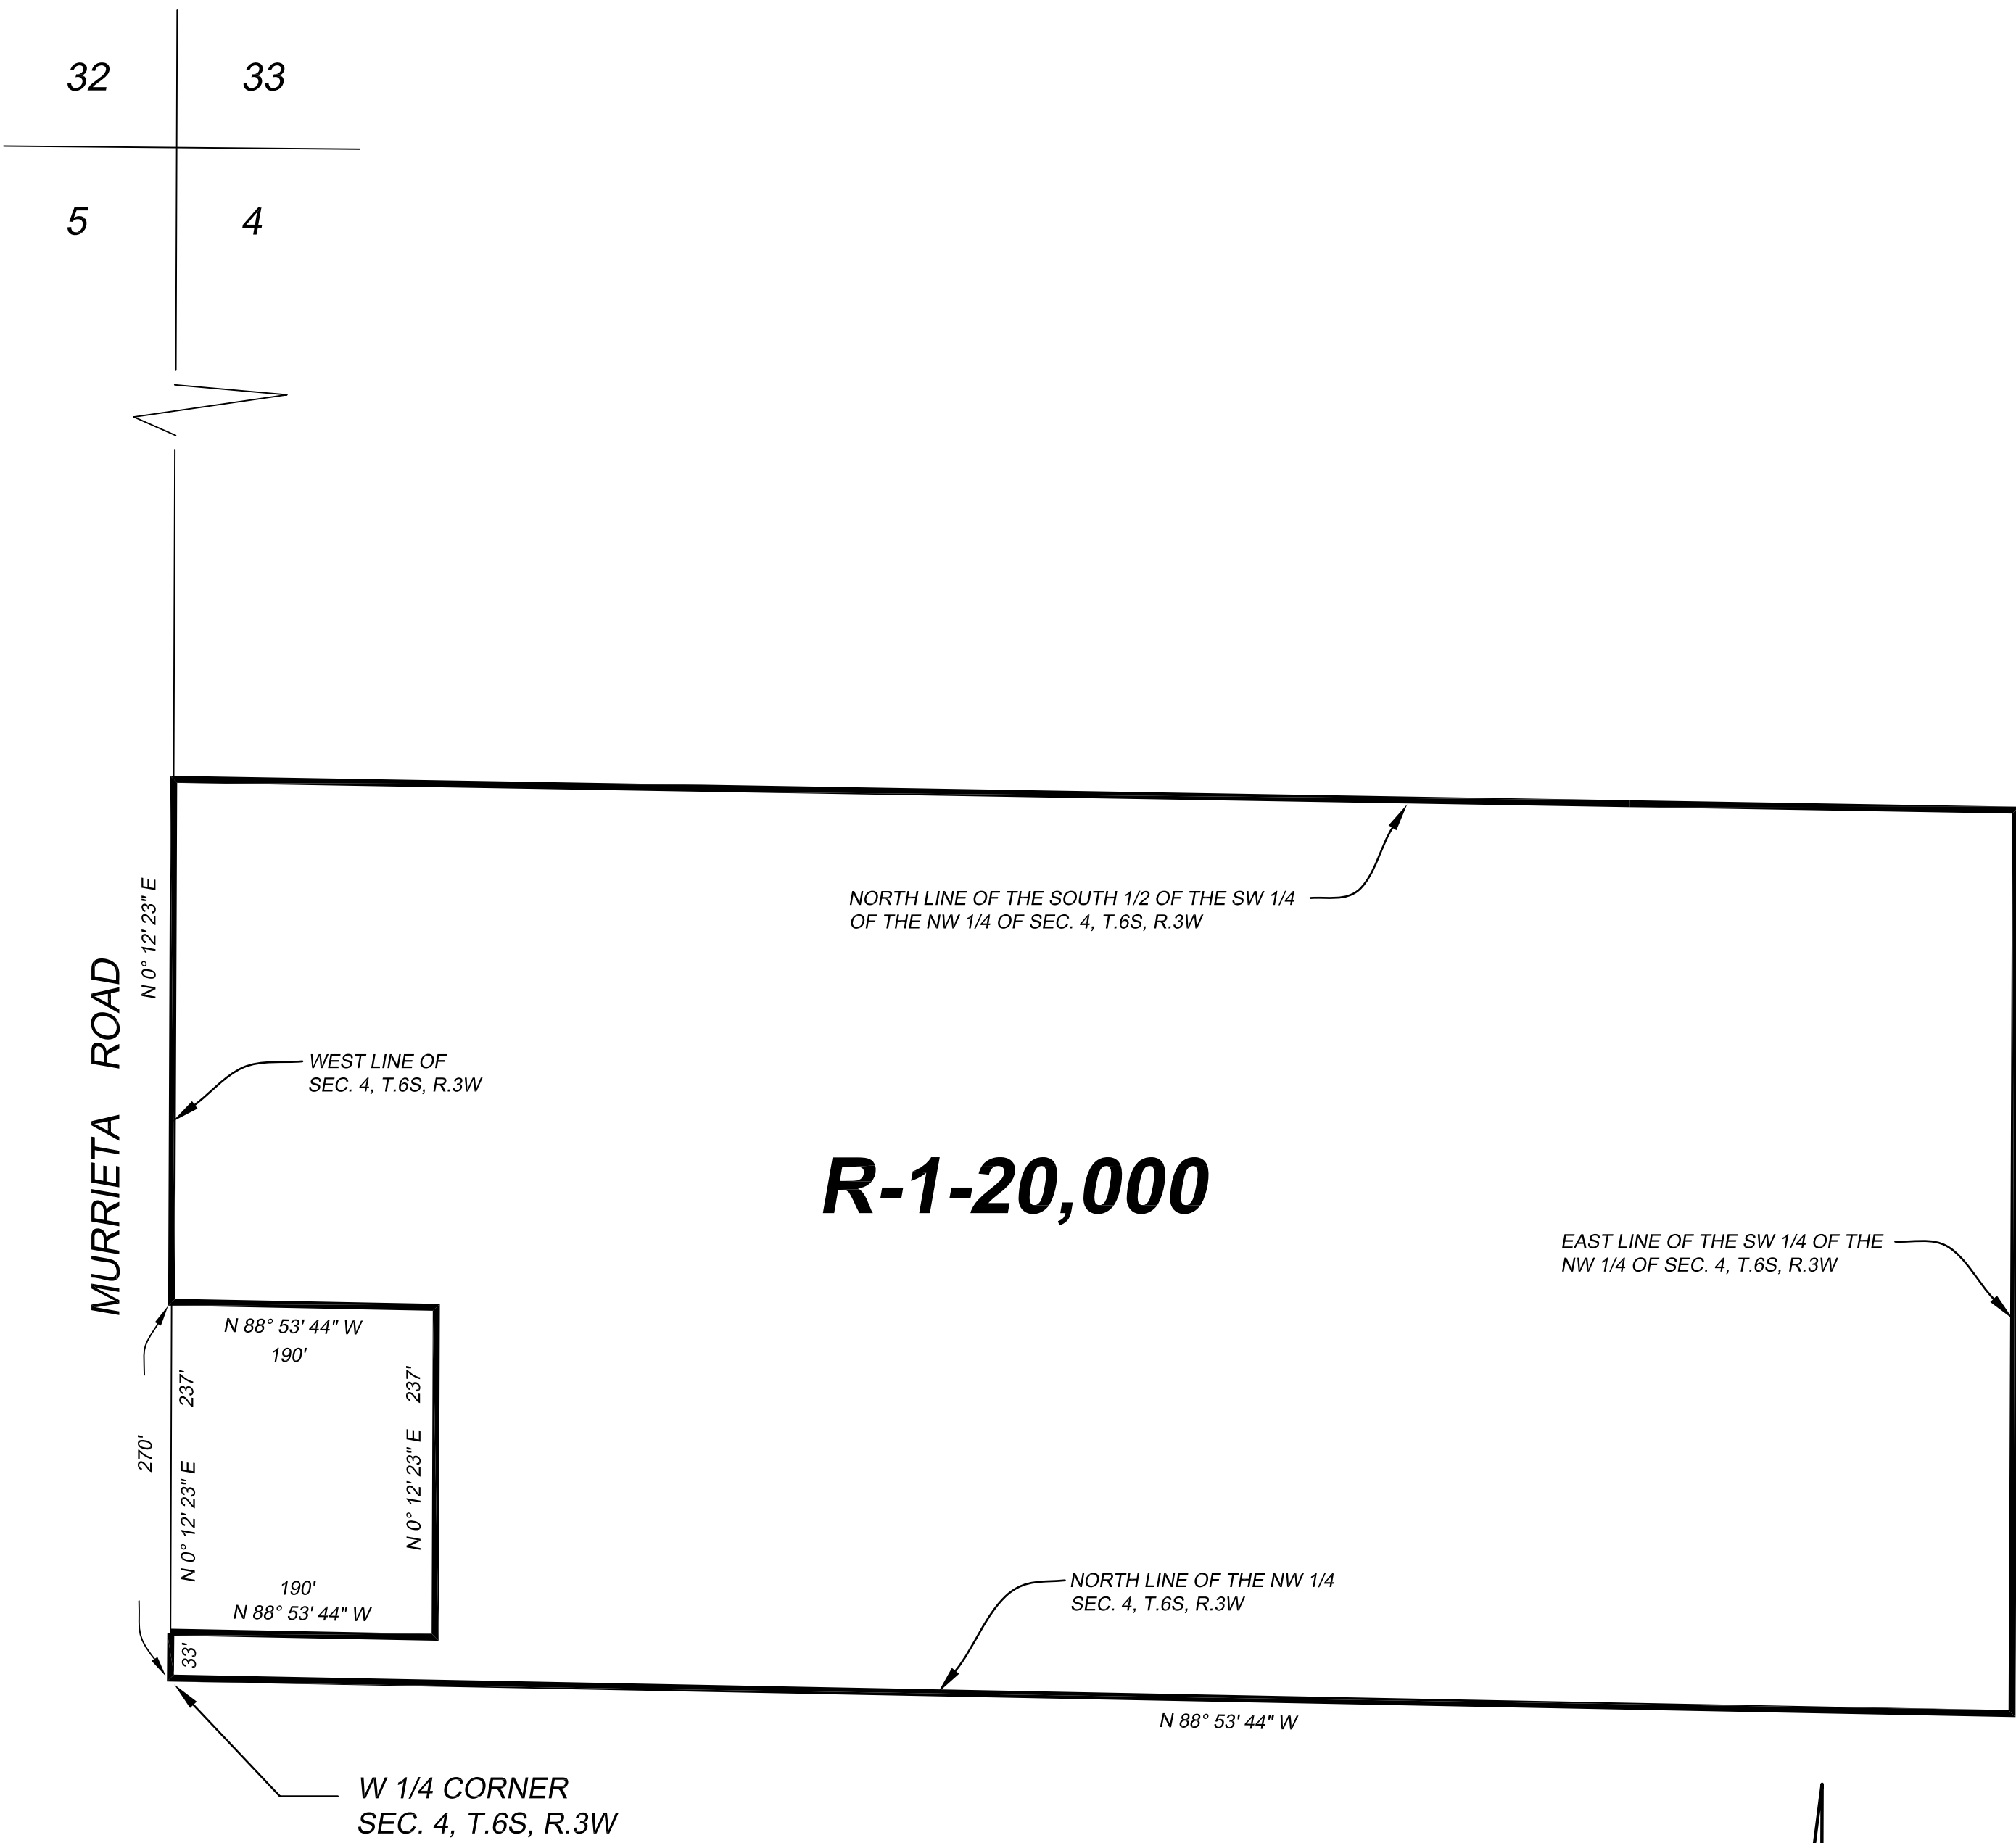 32
33
5
4
N 0° 12' 23" E
NORTH LINE OF THE SOUTH 1/2 OF THE SW 1/4
OF THE NW 1/4 OF SEC. 4, T.6S, R.3W
MURRIETA ROAD
WEST LINE OF
SEC. 4, T.6S, R.3W
R-1-20,000
EAST LINE OF THE SW 1/4 OF THE
NW 1/4 OF SEC. 4, T.6S, R.3W
N 88° 53' 44" W
190'
270'
N 0° 12' 23" E 237'
N 0° 12' 23" E 237'
190'
N 88° 53' 44" W
33'
NORTH LINE OF THE NW 1/4
SEC. 4, T.6S, R.3W
N 88° 53' 44" W
W 1/4 CORNER
SEC. 4, T.6S, R.3W